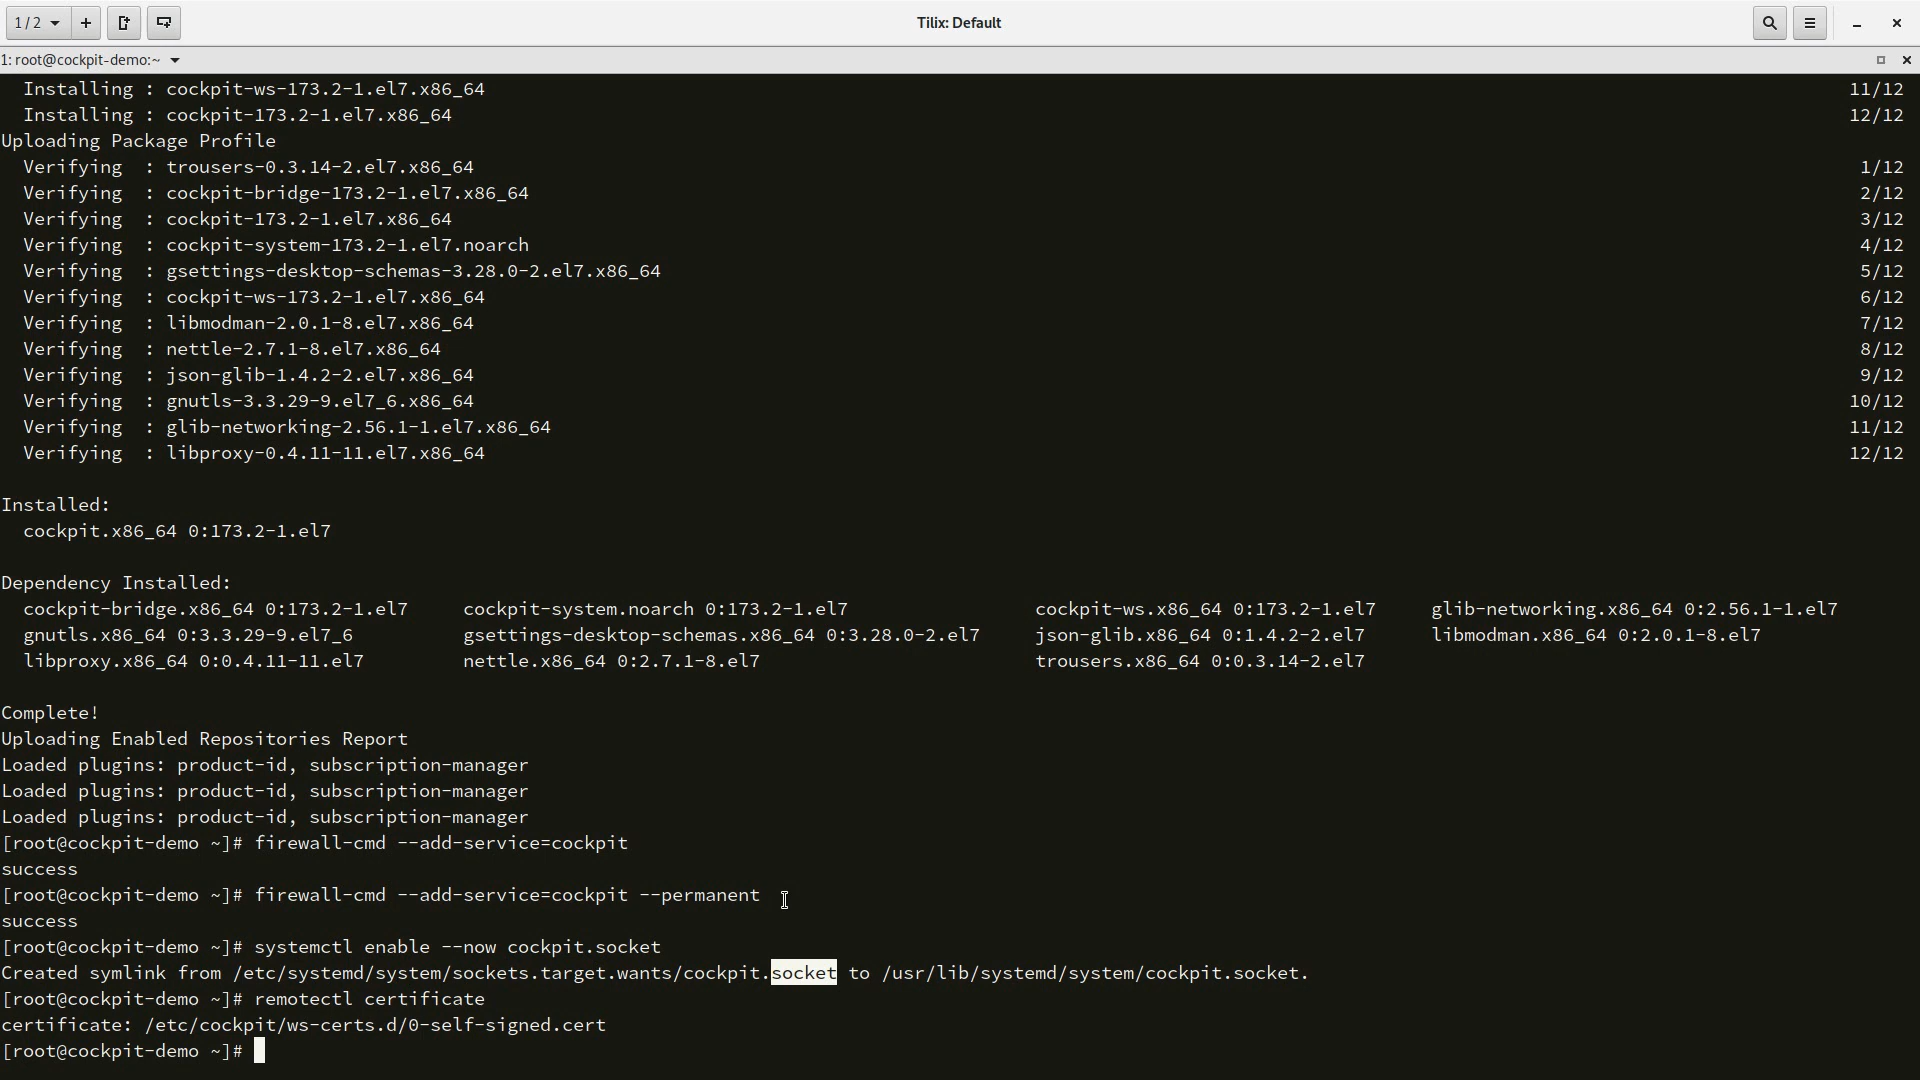 1 / 2
Tilix: Default
1: root@cockpit-demo:~
  Installing : cockpit-ws-173.2-1.el7.x86_64 11/12
  Installing : cockpit-173.2-1.el7.x86_64 12/12
Uploading Package Profile
  Verifying  : trousers-0.3.14-2.el7.x86_64 1/12
  Verifying  : cockpit-bridge-173.2-1.el7.x86_64 2/12
  Verifying  : cockpit-173.2-1.el7.x86_64 3/12
  Verifying  : cockpit-system-173.2-1.el7.noarch 4/12
  Verifying  : gsettings-desktop-schemas-3.28.0-2.el7.x86_64 5/12
  Verifying  : cockpit-ws-173.2-1.el7.x86_64 6/12
  Verifying  : libmodman-2.0.1-8.el7.x86_64 7/12
  Verifying  : nettle-2.7.1-8.el7.x86_64 8/12
  Verifying  : json-glib-1.4.2-2.el7.x86_64 9/12
  Verifying  : gnutls-3.3.29-9.el7_6.x86_64 10/12
  Verifying  : glib-networking-2.56.1-1.el7.x86_64 11/12
  Verifying  : libproxy-0.4.11-11.el7.x86_64 12/12
Installed:
  cockpit.x86_64 0:173.2-1.el7
Dependency Installed:
  cockpit-bridge.x86_64 0:173.2-1.el7 cockpit-system.noarch 0:173.2-1.el7 cockpit-ws.x86_64 0:173.2-1.el7 glib-networking.x86_64 0:2.56.1-1.el7
  gnutls.x86_64 0:3.3.29-9.el7_6 gsettings-desktop-schemas.x86_64 0:3.28.0-2.el7 json-glib.x86_64 0:1.4.2-2.el7 libmodman.x86_64 0:2.0.1-8.el7
  libproxy.x86_64 0:0.4.11-11.el7 nettle.x86_64 0:2.7.1-8.el7 trousers.x86_64 0:0.3.14-2.el7
Complete!
Uploading Enabled Repositories Report
Loaded plugins: product-id, subscription-manager
Loaded plugins: product-id, subscription-manager
Loaded plugins: product-id, subscription-manager
[root@cockpit-demo ~]# firewall-cmd --add-service=cockpit
success
[root@cockpit-demo ~]# firewall-cmd --add-service=cockpit --permanent
success
[root@cockpit-demo ~]# systemctl enable --now cockpit.socket
Created symlink from /etc/systemd/system/sockets.target.wants/cockpit.socket to /usr/lib/systemd/system/cockpit.socket.
[root@cockpit-demo ~]# remotectl certificate
certificate: /etc/cockpit/ws-certs.d/0-self-signed.cert
[root@cockpit-demo ~]#